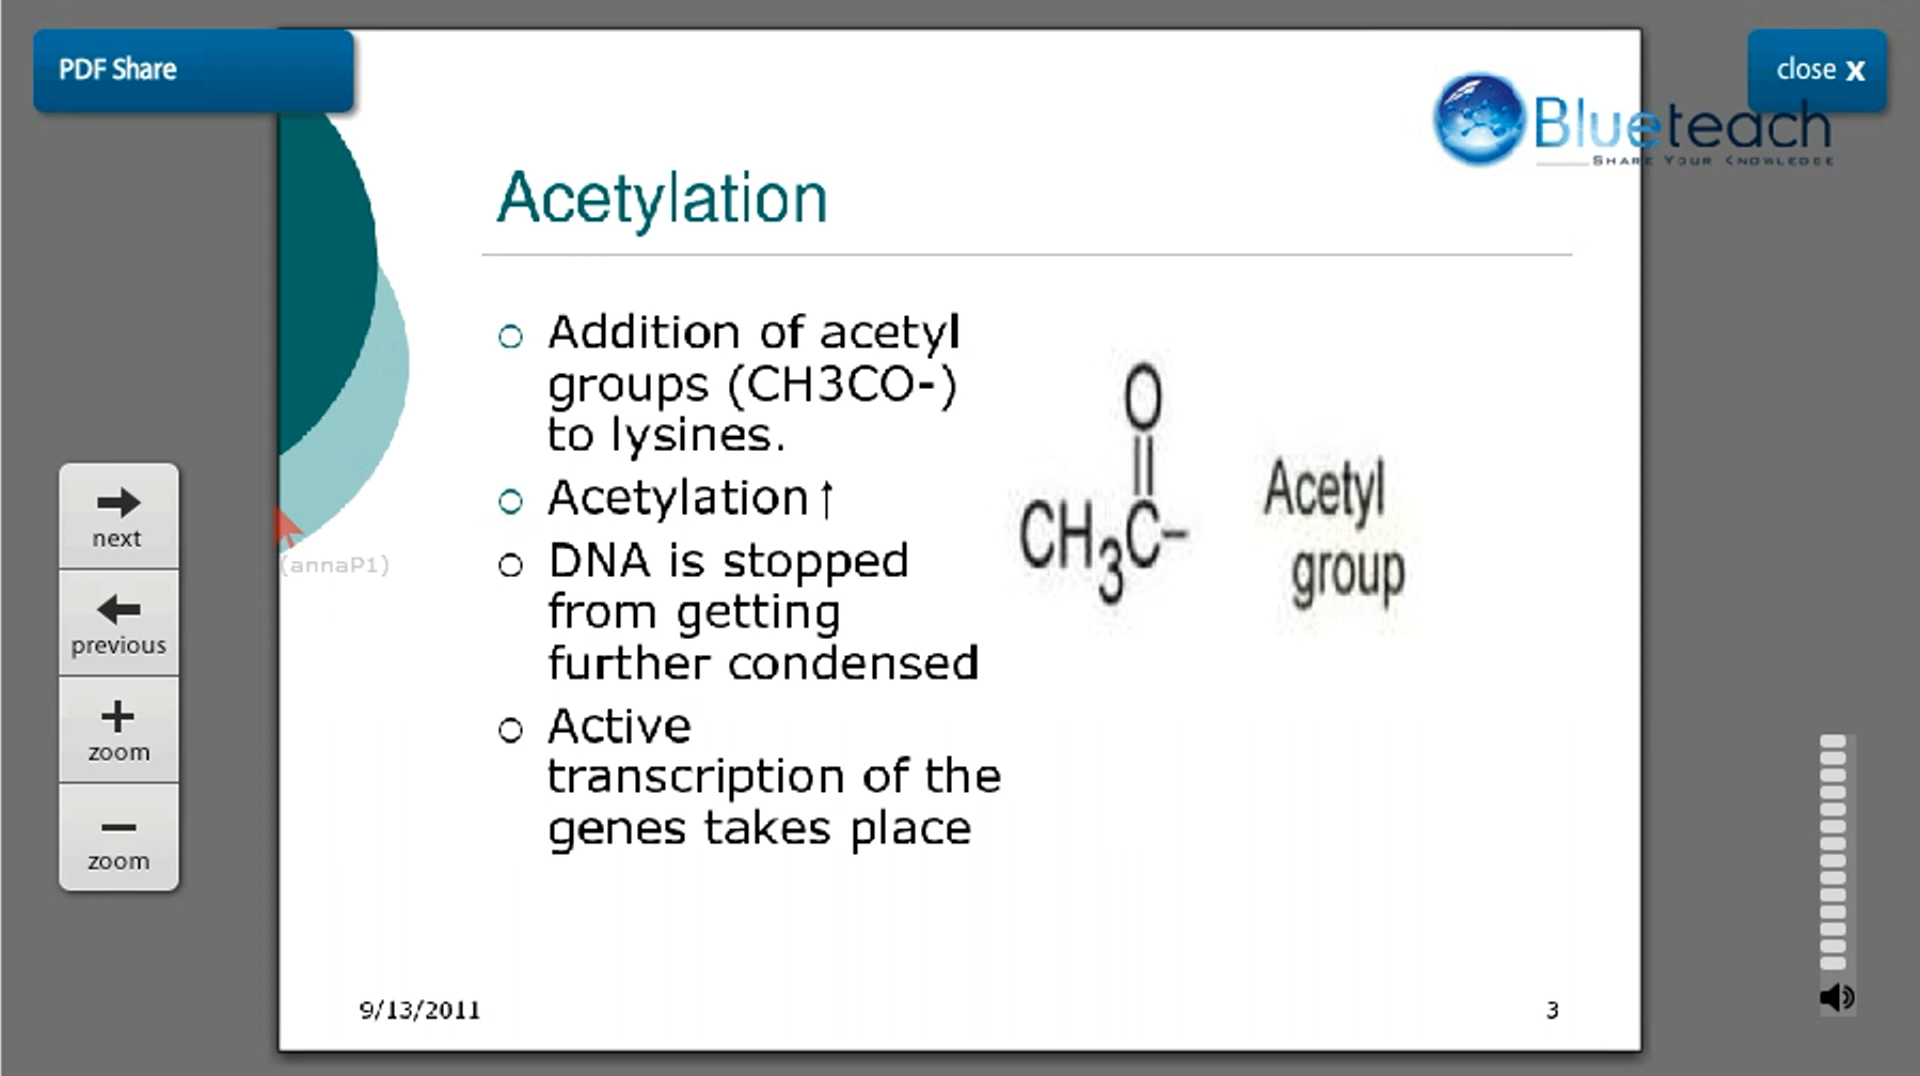 PDF Share
close X
Blueteach
SHARE YOUR KNOWLEDGE
Acetylation
Addition of acetyl
groups (CH3CO-)
to lysines.
Acetylation↑
DNA is stopped
from getting
further condensed
Active
transcription of the
genes takes place
O
CH3C–
Acetyl
group
next
(annaP1)
previous
zoom
zoom
9/13/2011
3